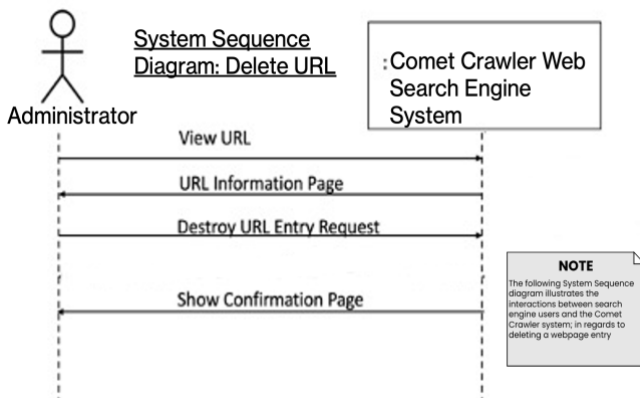 System Sequence
Diagram: Delete URL
:Comet Crawler Web
Search Engine
System
Administrator
View URL
URL Information Page
Destroy URL Entry Request
Show Confirmation Page
NOTE
The following System Sequence
diagram illustrates the
interactions between search
engine users and the Comet
Crawler system; in regards to
deleting a webpage entry